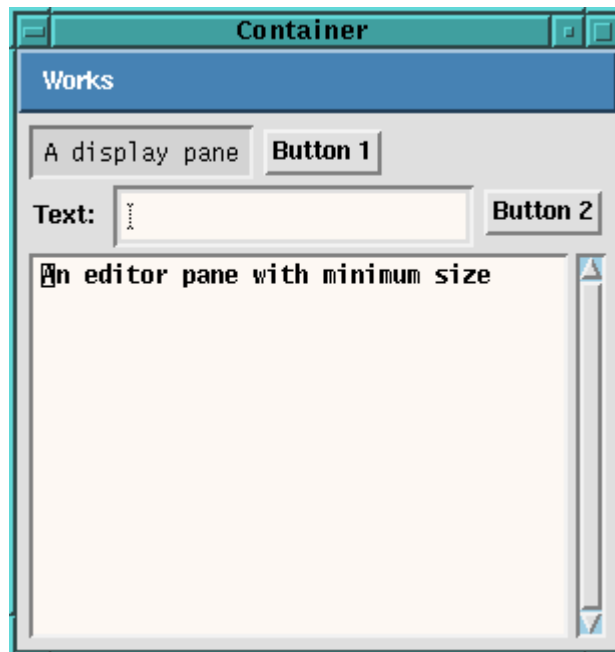 Container
Works
A display pane Button 1
Text: Button 2
An editor pane with minimum size